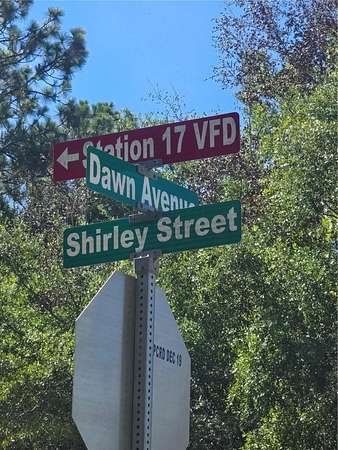 ← Station 17 VFD
Dawn Avenue
Shirley Street
PCRD DEC 19